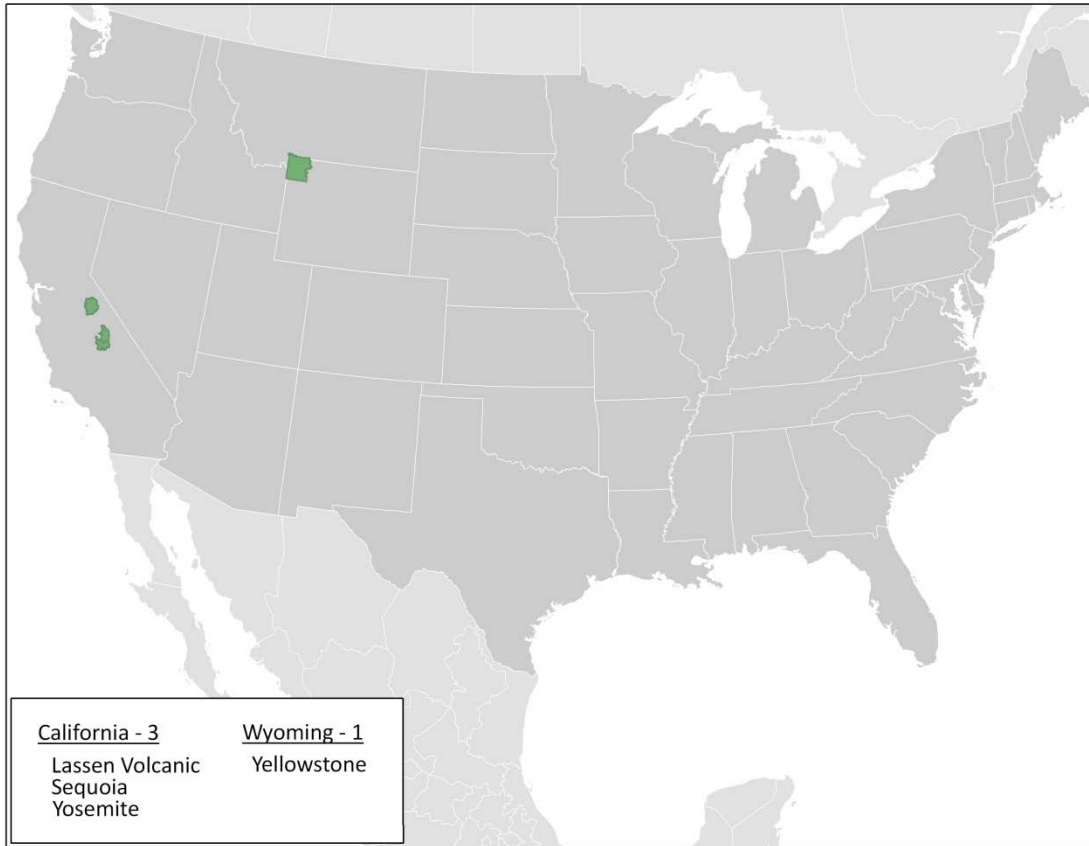 California - 3
Lassen Volcanic
Sequoia
Yosemite
Wyoming - 1
Yellowstone